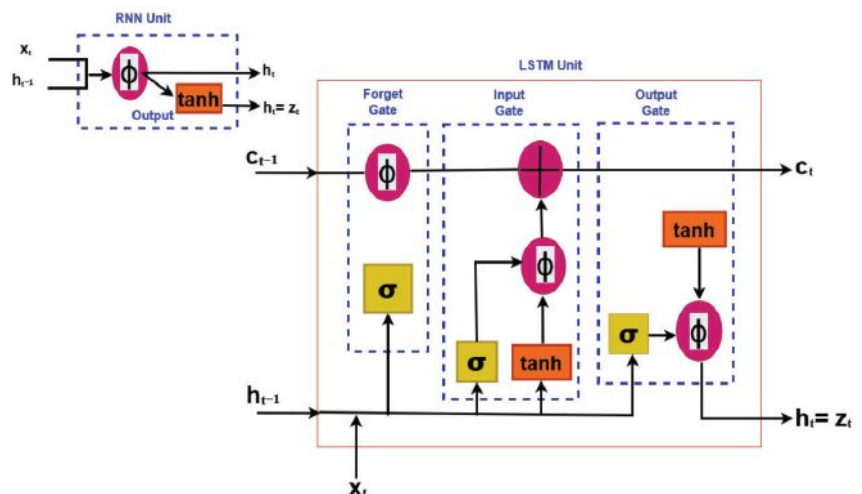 RNN Unit
xₜ
hₜ₋₁
ϕ
hₜ
tanh
hₜ= zₜ
Output
LSTM Unit
Forget
Gate
Input
Gate
Output
Gate
cₜ₋₁
ϕ
cₜ
tanh
ϕ
σ
σ
ϕ
σ
tanh
hₜ₋₁
hₜ= zₜ
xₜ